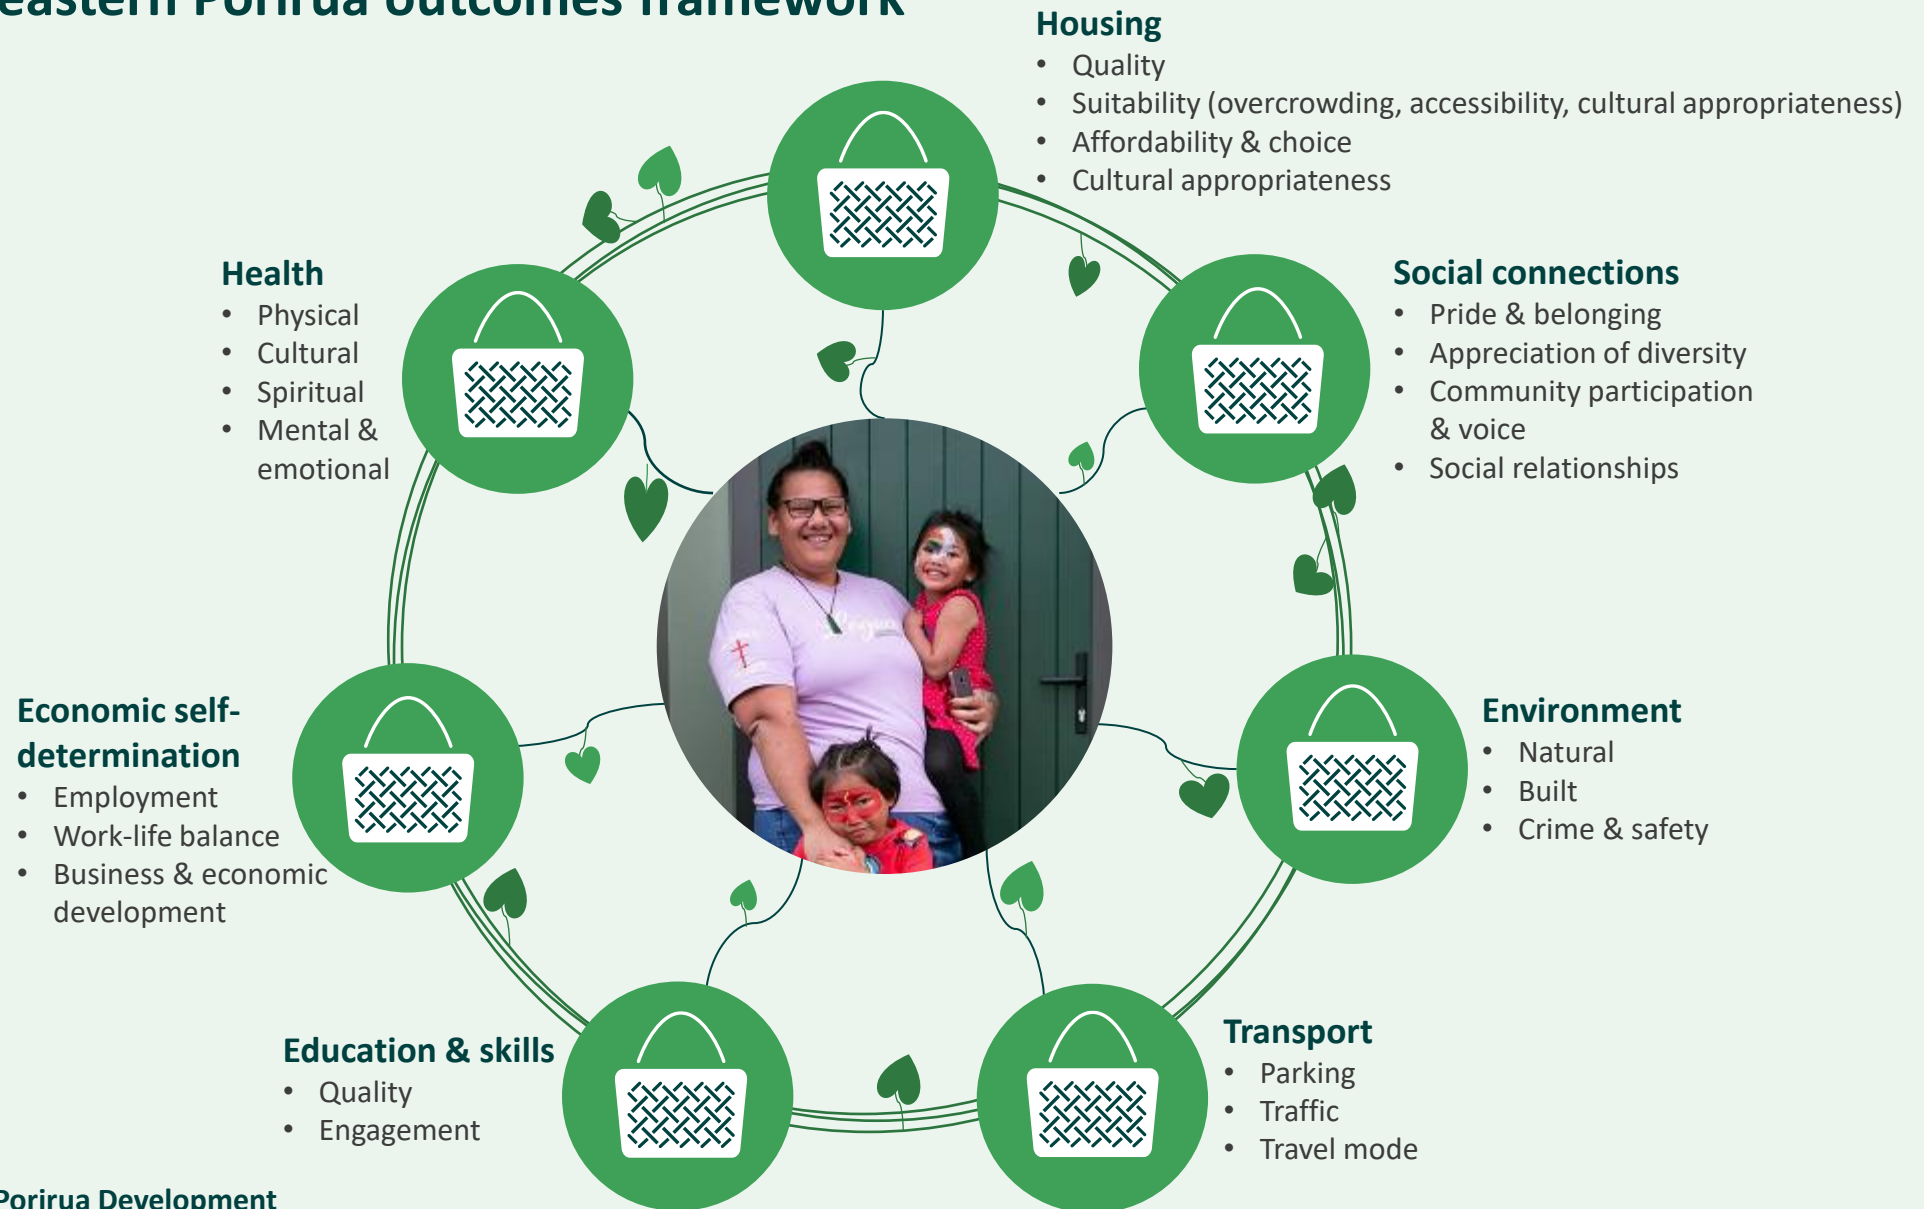 eastern Porirua outcomes framework
Housing
• Quality
• Suitability (overcrowding, accessibility, cultural appropriateness)
• Affordability & choice
• Cultural appropriateness
Health
• Physical
• Cultural
• Spiritual
• Mental &
emotional
Social connections
• Pride & belonging
• Appreciation of diversity
• Community participation
& voice
• Social relationships
Economic self-
determination
• Employment
• Work-life balance
• Business & economic
development
Environment
• Natural
• Built
• Crime & safety
Education & skills
• Quality
• Engagement
Transport
• Parking
• Traffic
• Travel mode
Porirua Development